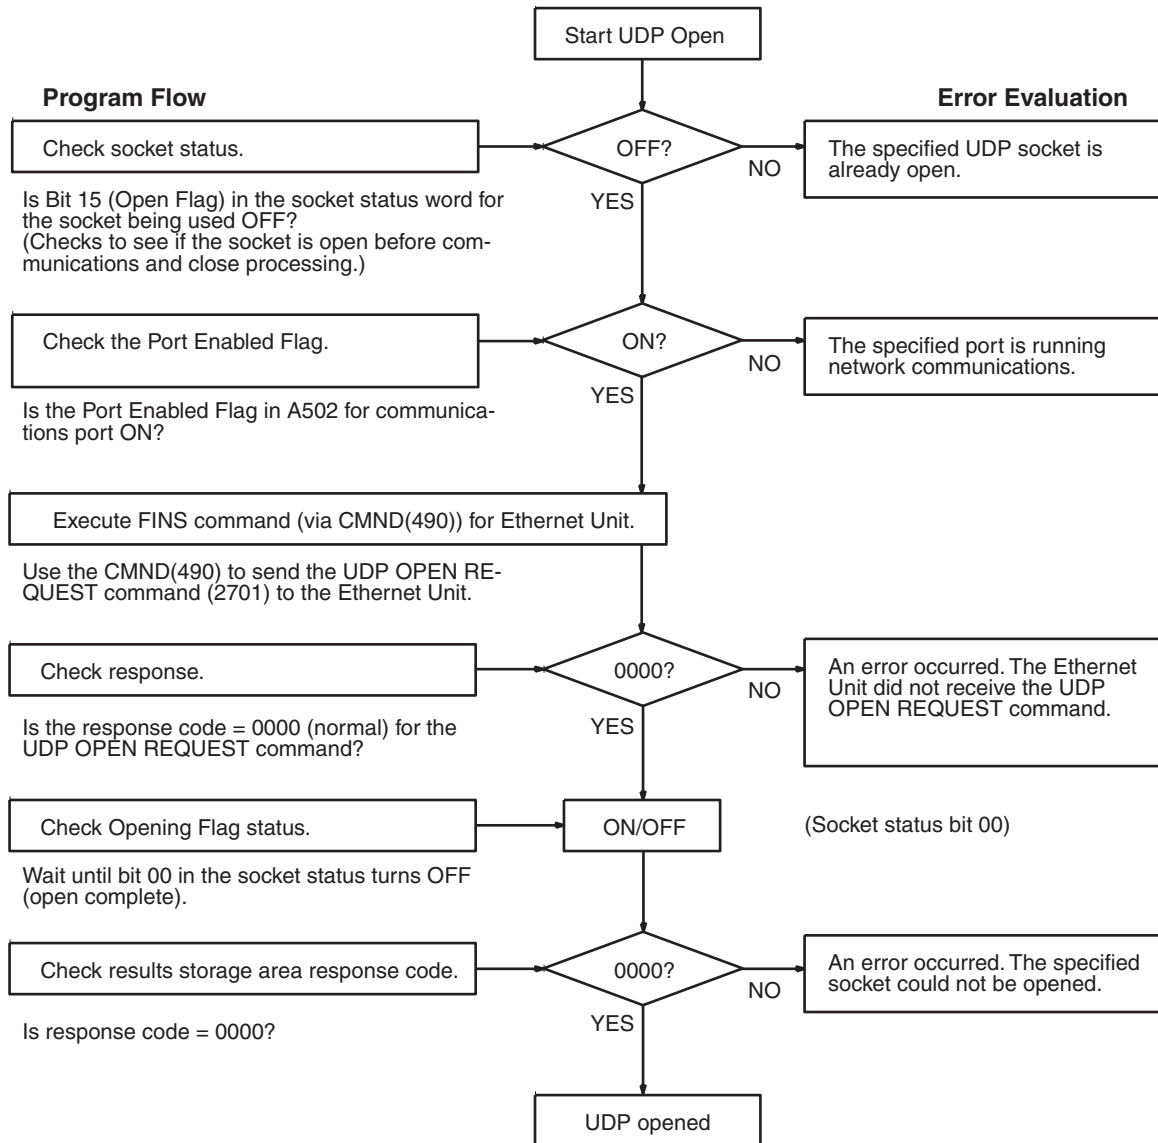 Start UDP Open
Program Flow
Error Evaluation
Check socket status.
OFF?
NO
The specified UDP socket is
already open.
YES
Is Bit 15 (Open Flag) in the socket status word for
the socket being used OFF?
(Checks to see if the socket is open before com-
munications and close processing.)
Check the Port Enabled Flag.
ON?
NO
The specified port is running
network communications.
YES
Is the Port Enabled Flag in A502 for communica-
tions port ON?
Execute FINS command (via CMND(490)) for Ethernet Unit.
Use the CMND(490) to send the UDP OPEN RE-
QUEST command (2701) to the Ethernet Unit.
Check response.
0000?
NO
An error occurred. The Ethernet
Unit did not receive the UDP
OPEN REQUEST command.
YES
Is the response code = 0000 (normal) for the
UDP OPEN REQUEST command?
Check Opening Flag status.
ON/OFF
(Socket status bit 00)
Wait until bit 00 in the socket status turns OFF
(open complete).
Check results storage area response code.
0000?
NO
An error occurred. The specified
socket could not be opened.
YES
Is response code = 0000?
UDP opened